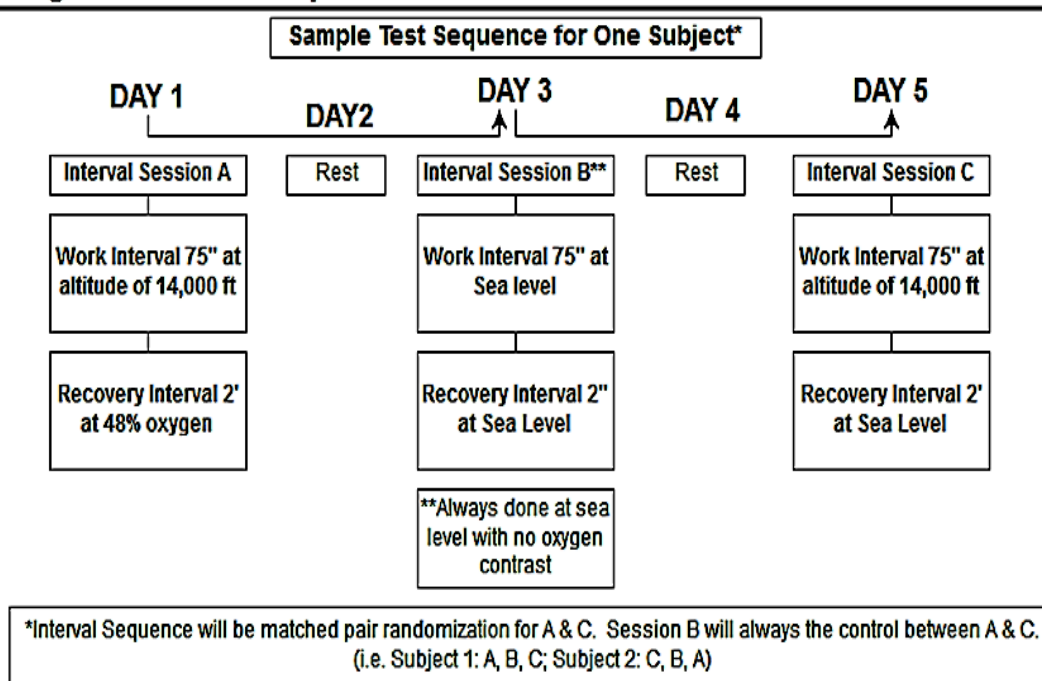 Sample Test Sequence for One Subject*
DAY 1
DAY2
DAY 3
DAY 4
DAY 5
Interval Session A
Rest
Interval Session B**
Rest
Interval Session C
Work Interval 75" at
altitude of 14,000 ft
Work Interval 75" at
Sea level
Work Interval 75" at
altitude of 14,000 ft
Recovery Interval 2'
at 48% oxygen
Recovery Interval 2"
at Sea Level
Recovery Interval 2'
at Sea Level
**Always done at sea
level with no oxygen
contrast
*Interval Sequence will be matched pair randomization for A & C. Session B will always the control between A & C.
(i.e. Subject 1: A, B, C; Subject 2: C, B, A)